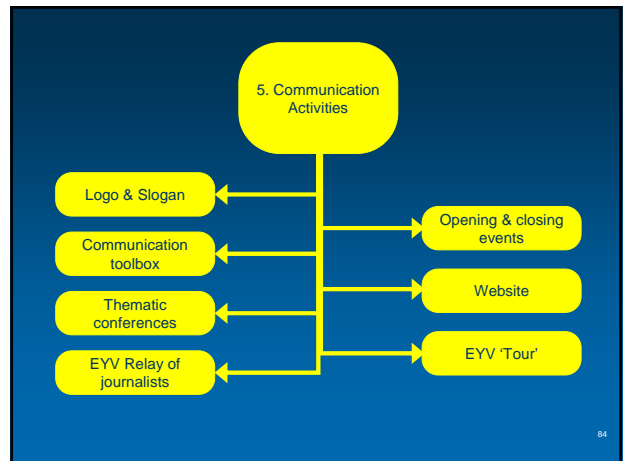 5. Communication
Activities
Logo & Slogan
Communication
toolbox
Thematic
conferences
EYV Relay of
journalists
Opening & closing
events
Website
EYV ‘Tour’
84